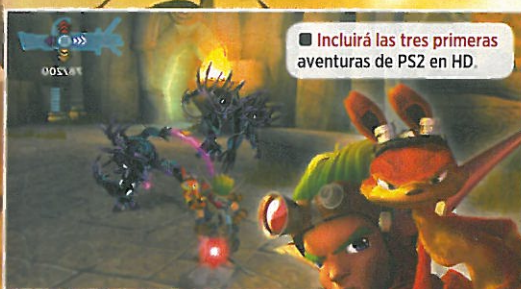 Incluirá las tres primeras
aventuras de PS2 en HD.